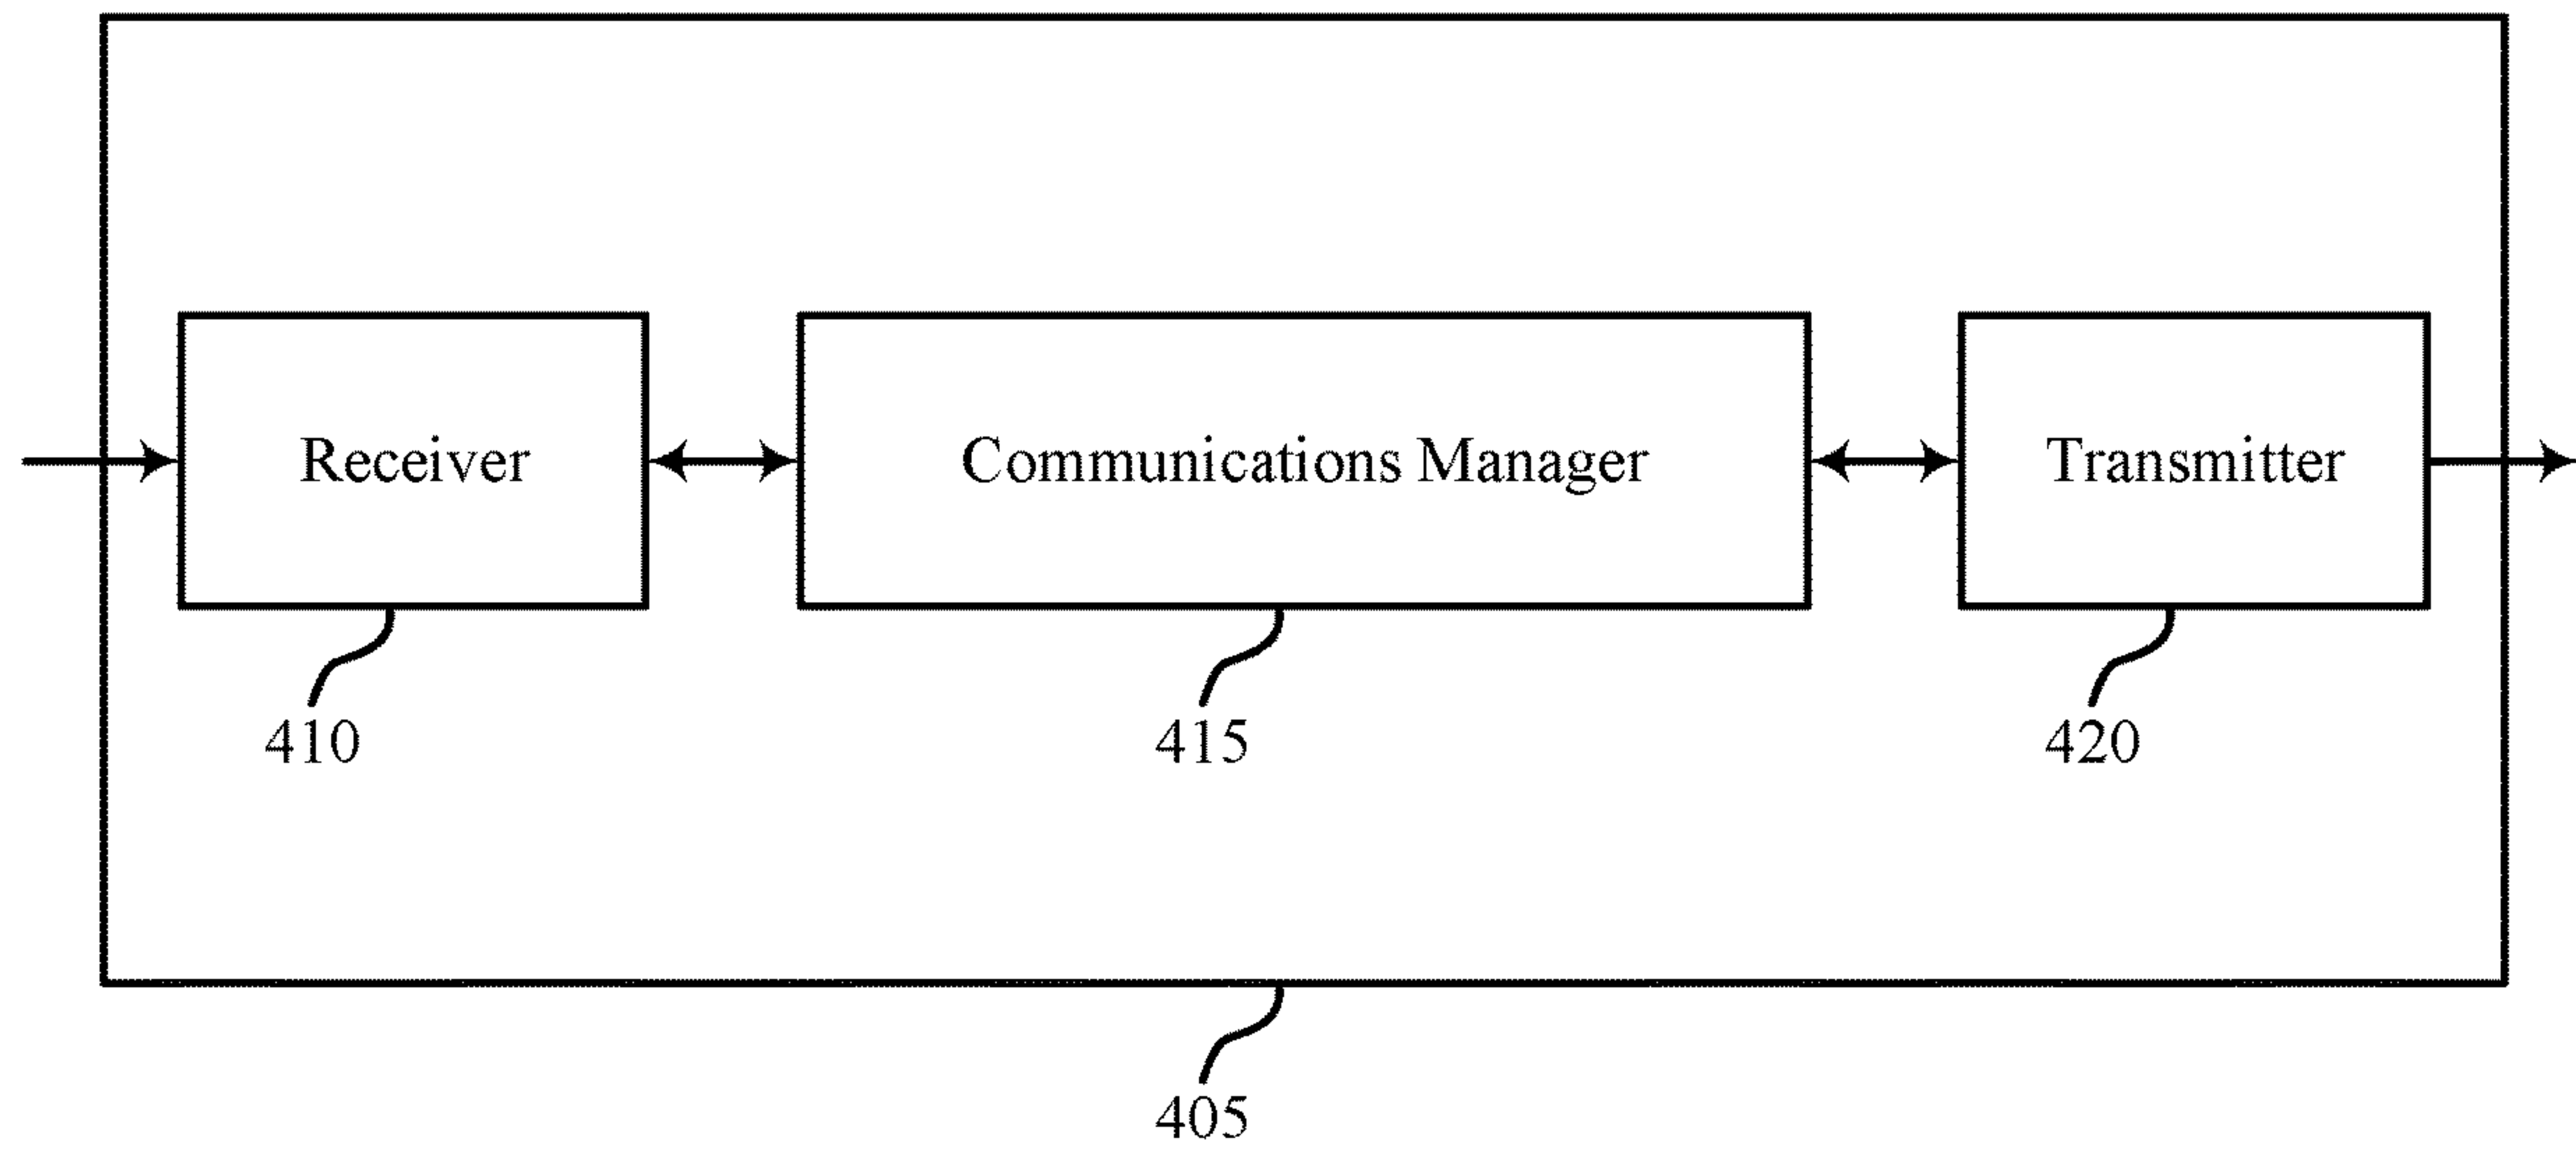 Receiver
Communications Manager
Transmitter
410
415
420
405